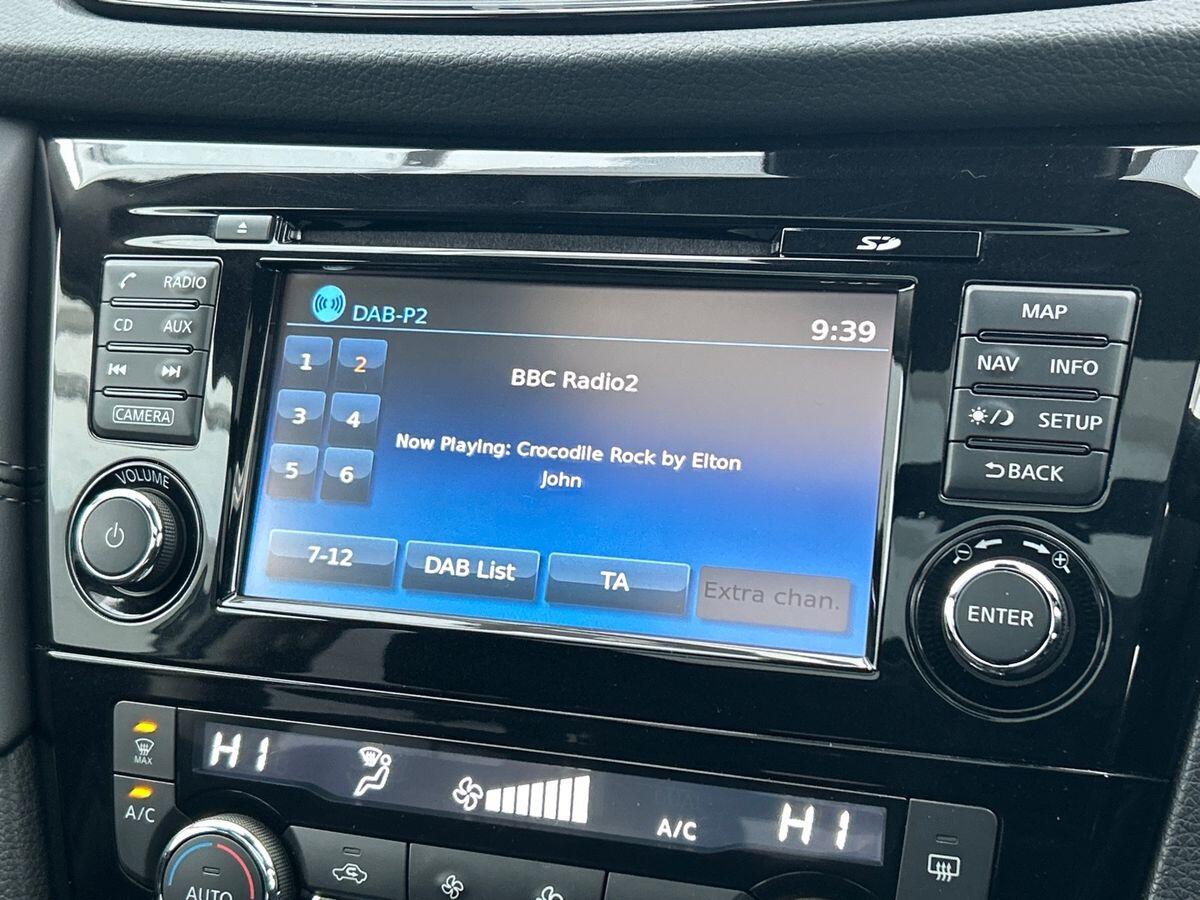 SD
RADIO
CD AUX
CAMERA
VOLUME
DAB-P2
9:39
1 2
3 4
5 6
BBC Radio2
Now Playing: Crocodile Rock by Elton
John
7-12
DAB List
TA
Extra chan.
MAP
NAV INFO
SETUP
BACK
ENTER
MAX
A/C
HI
A/C
HI
AUTO